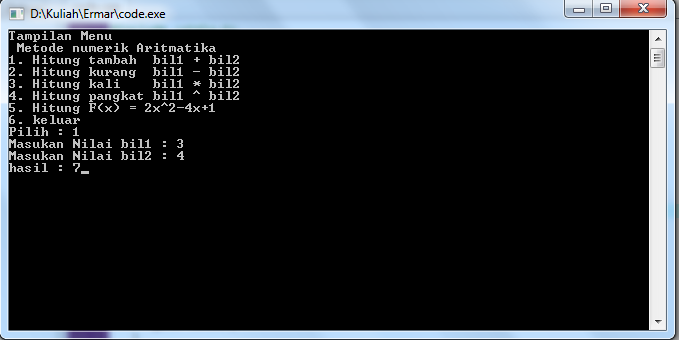 D:\Kuliah\Ermar\code.exe
Tampilan Menu
 Metode numerik Aritmatika
1. Hitung tambah  bil1 + bil2
2. Hitung kurang  bil1 - bil2
3. Hitung kali    bil1 * bil2
4. Hitung pangkat bil1 ^ bil2
5. Hitung F(x) = 2x^2-4x+1
6. keluar
Pilih : 1
Masukan Nilai bil1 : 3
Masukan Nilai bil2 : 4
hasil : 7_